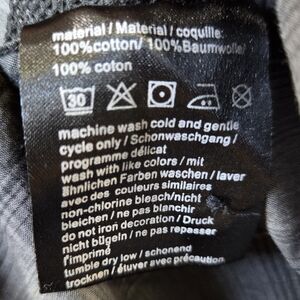 material / Material / coquille:
100%cotton/ 100%Baumwolle/
100% coton
30
machine wash cold and gentle
cycle only / Schonwaschgang /
programme délicat
wash with like colors / mit
ähnlichen Farben waschen / laver
avec des couleurs similaires
non-chlorine bleach/nicht
bleichen / ne pas blanchir
do not iron decoration / Druck
nicht bügeln / ne pas repasser
l'imprimé
tumble dry low / schonend
trocknen / étuver avec précaution